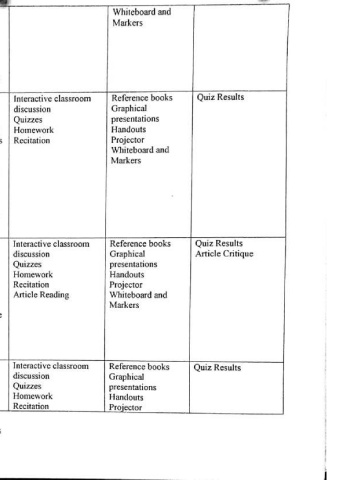 Whiteboard and
Markers
Interactive classroom
discussion
Quizzes
Homework
Recitation
Reference books
Graphical
presentations
Handouts
Projector
Whiteboard and
Markers
Quiz Results
Interactive classroom
discussion
Quizzes
Homework
Recitation
Article Reading
Reference books
Graphical
presentations
Handouts
Projector
Whiteboard and
Markers
Quiz Results
Article Critique
Interactive classroom
discussion
Quizzes
Homework
Recitation
Reference books
Graphical
presentations
Handouts
Projector
Quiz Results